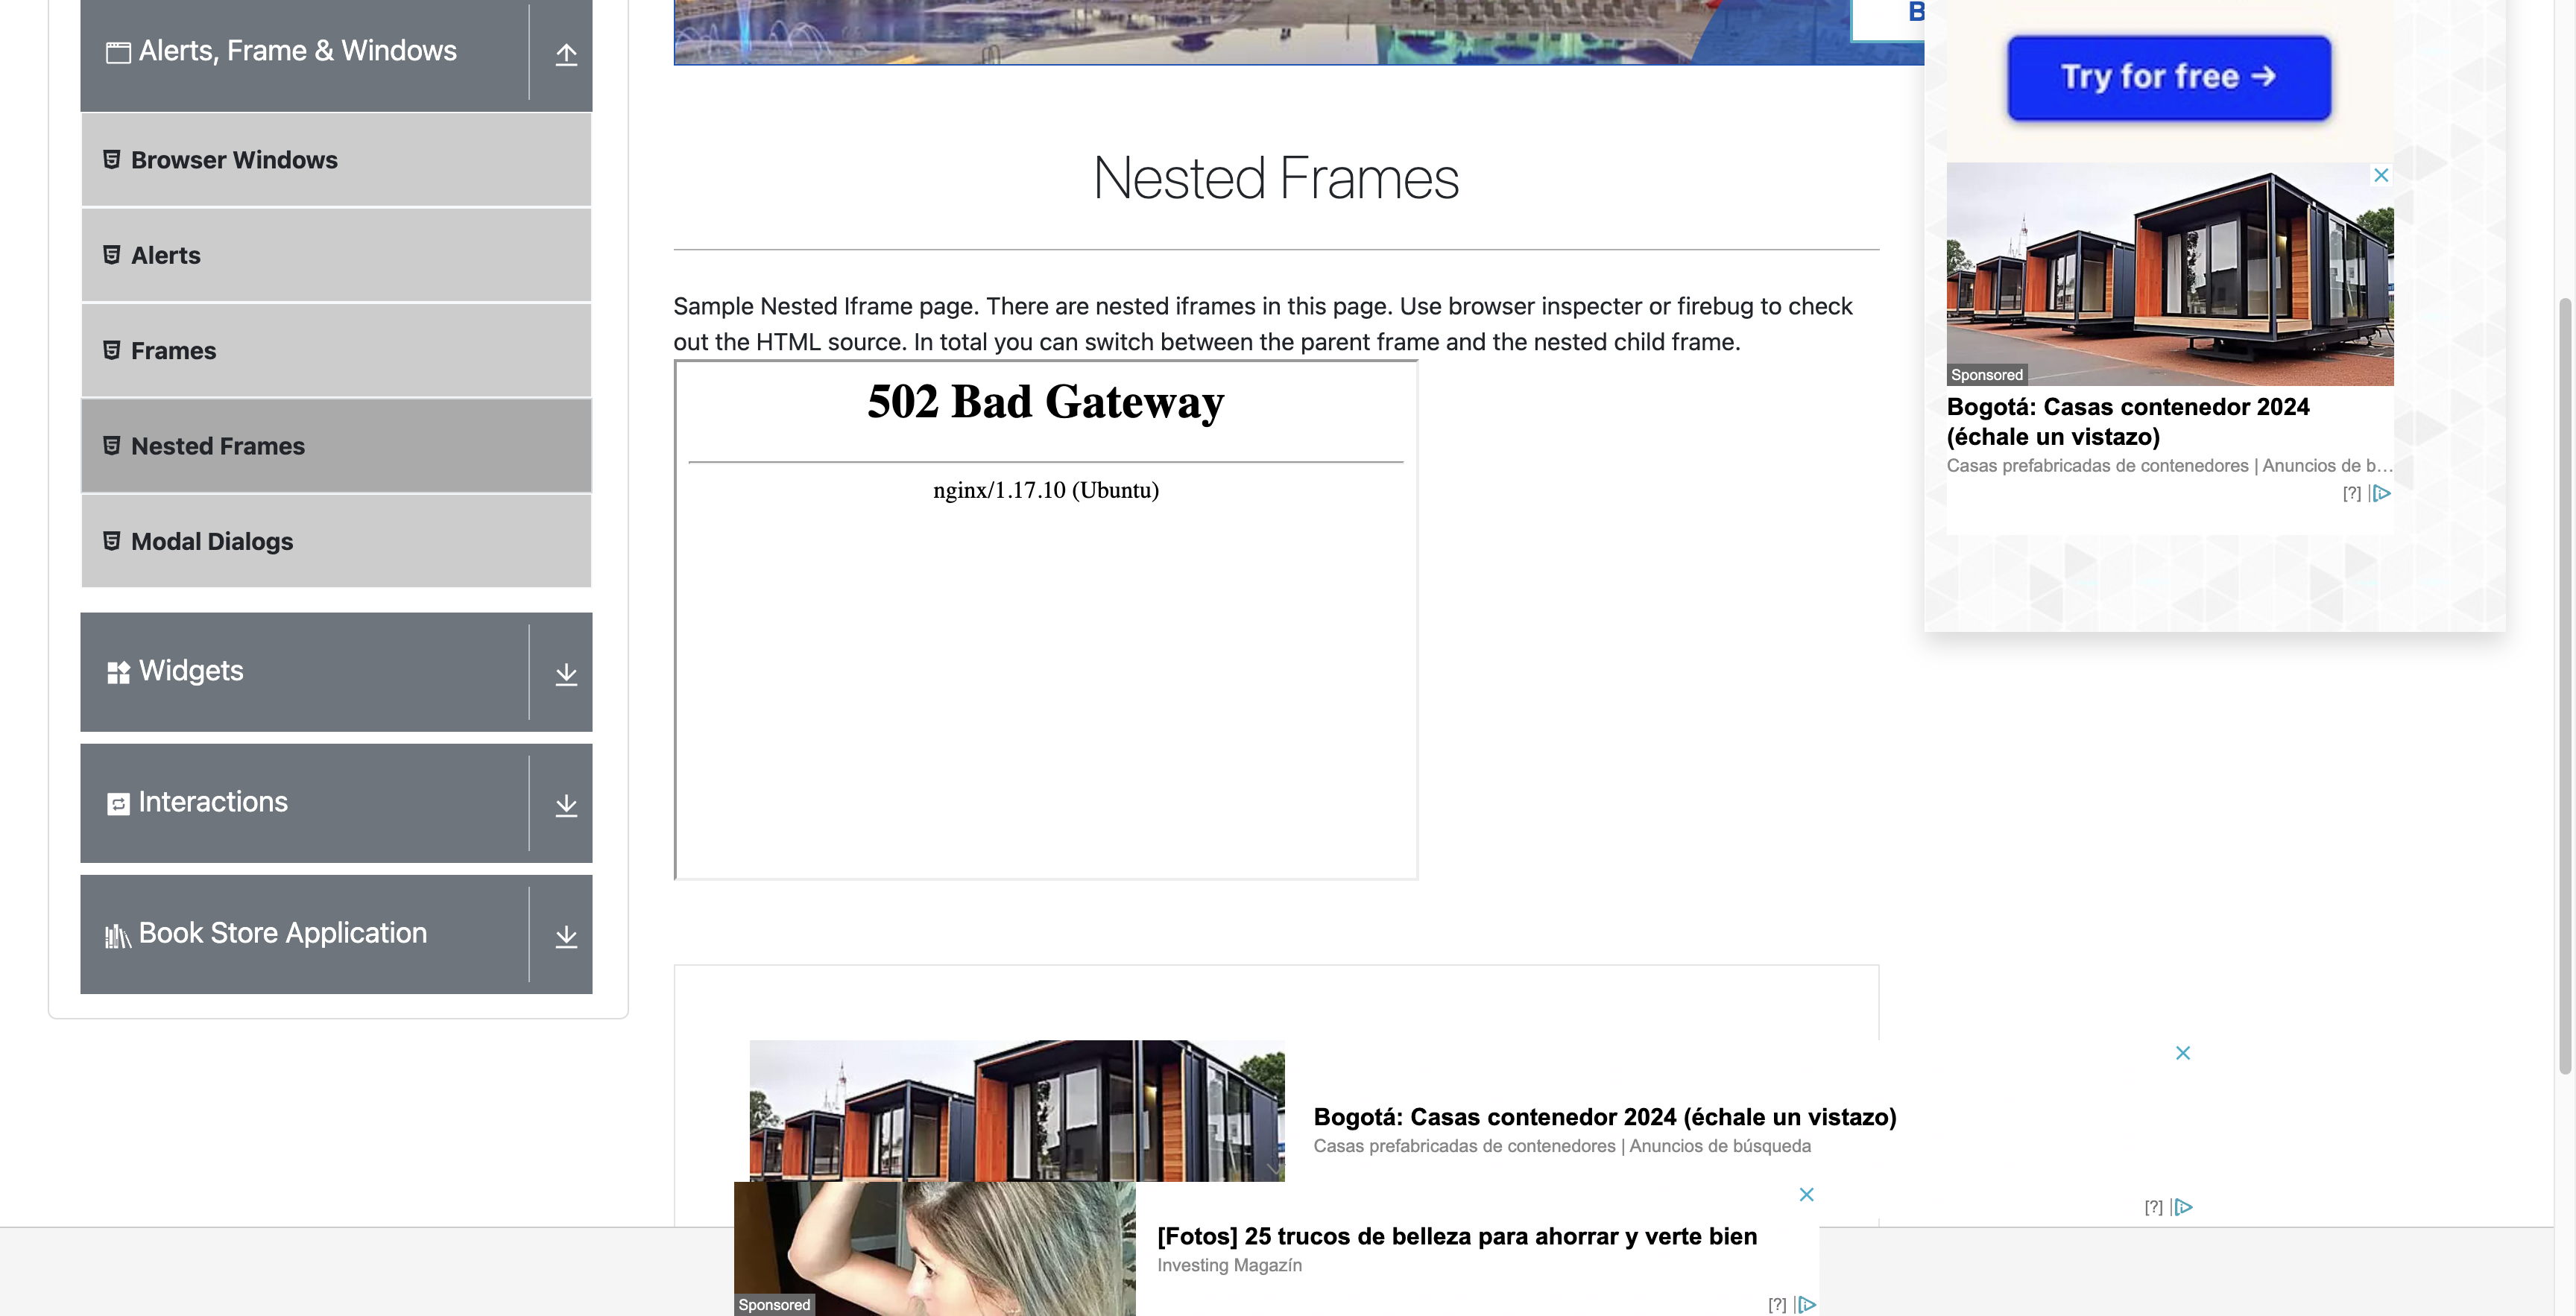 Alerts, Frame & Windows
Browser Windows
Alerts
Frames
Nested Frames
Modal Dialogs
Widgets
Interactions
Book Store Application
B
Nested Frames
Sample Nested Iframe page. There are nested iframes in this page. Use browser inspecter or firebug to check
out the HTML source. In total you can switch between the parent frame and the nested child frame.
502 Bad Gateway
nginx/1.17.10 (Ubuntu)
Try for free →
Sponsored
Bogotá: Casas contenedor 2024
(échale un vistazo)
Casas prefabricadas de contenedores | Anuncios de b...
[?]
Bogotá: Casas contenedor 2024 (échale un vistazo)
Casas prefabricadas de contenedores | Anuncios de búsqueda
[?]
[Fotos] 25 trucos de belleza para ahorrar y verte bien
Investing Magazín
Sponsored
[?]